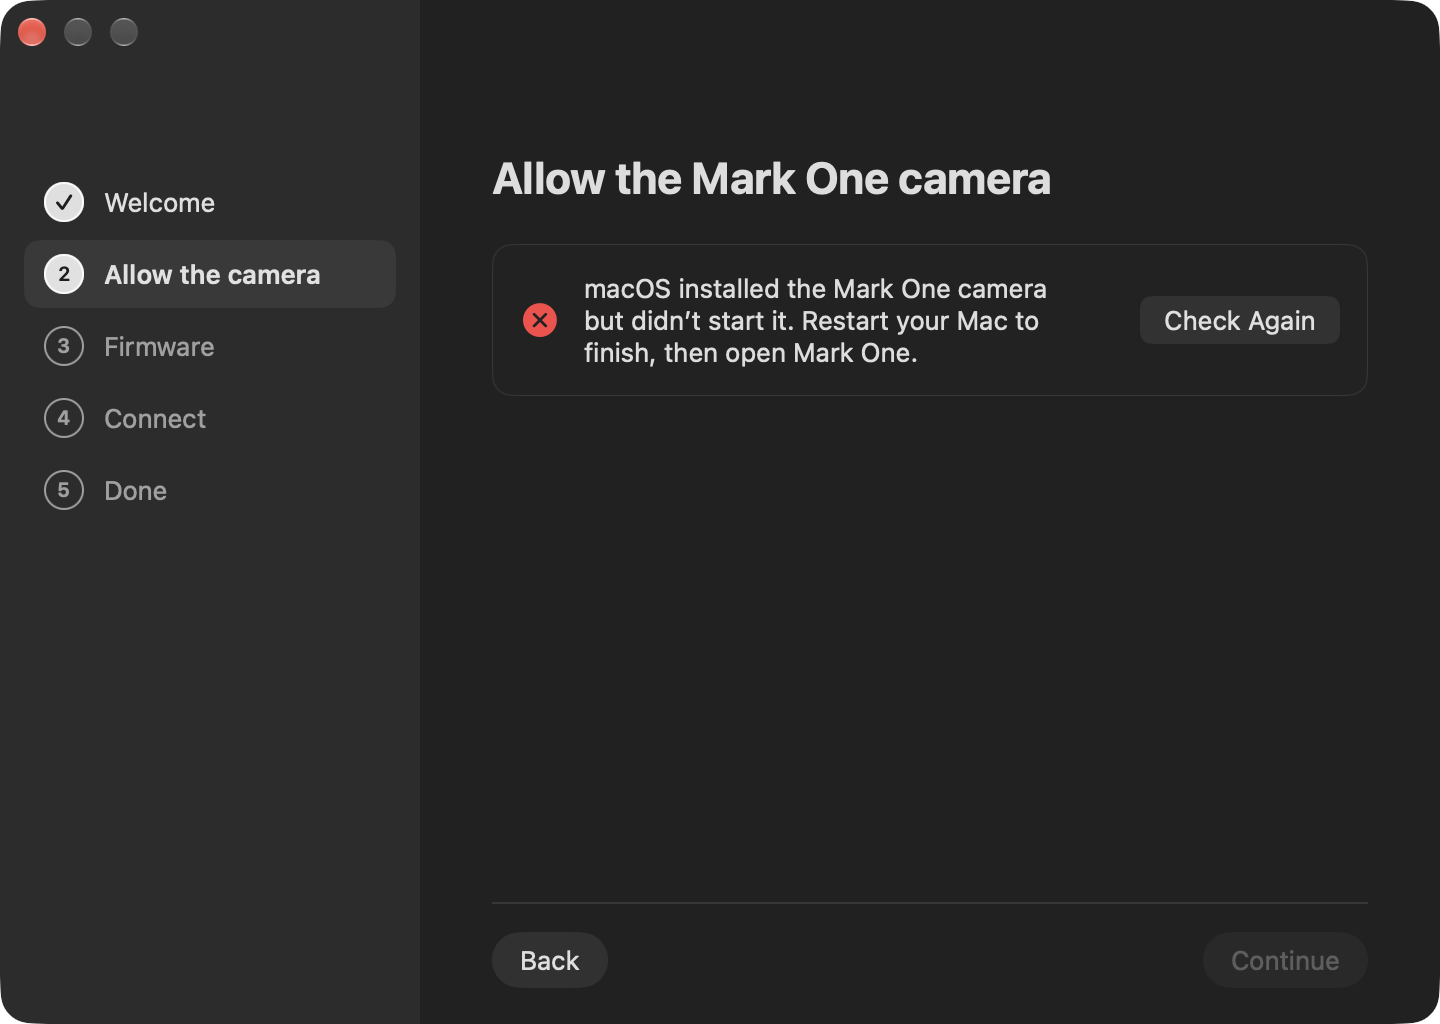 Welcome
2 Allow the camera
3 Firmware
4 Connect
5 Done
Allow the Mark One camera
macOS installed the Mark One camera
but didn’t start it. Restart your Mac to
finish, then open Mark One.
Check Again
Back
Continue